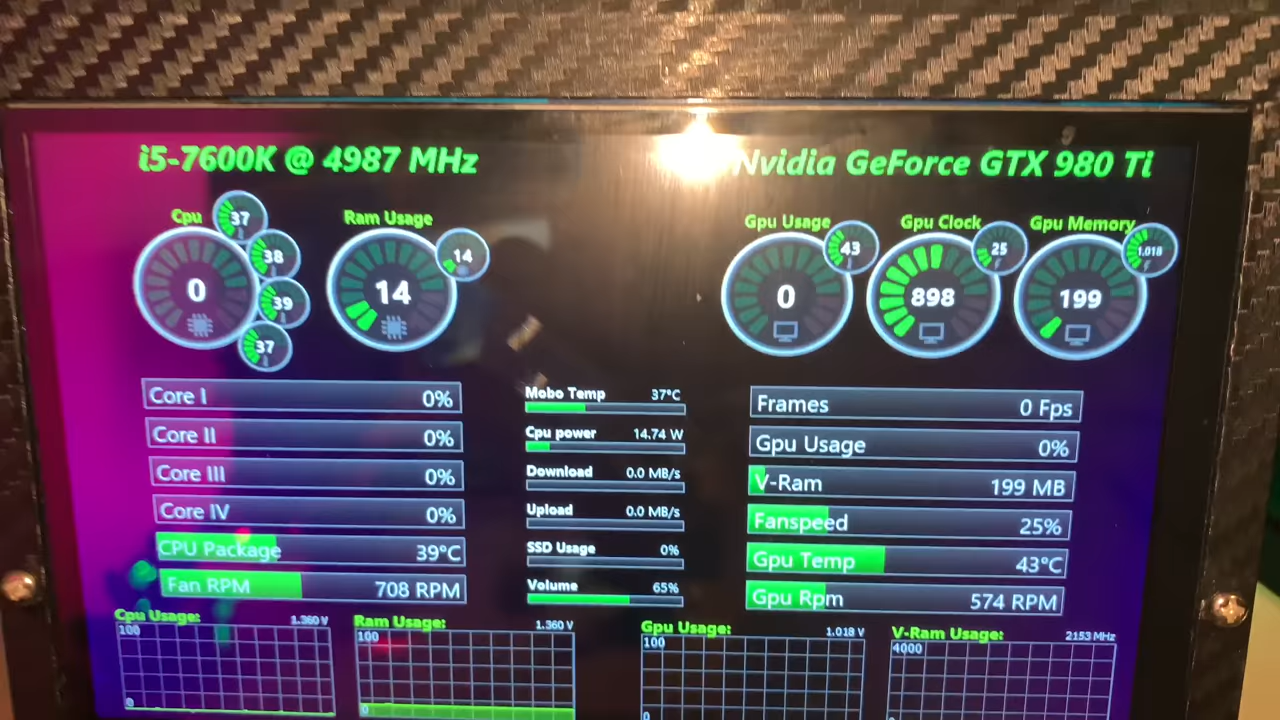 i5-7600K @ 4987 MHz
Nvidia GeForce GTX 980 Ti
Cpu
37
38
39
37
0
Ram Usage
14
14
Gpu Usage
43
0
Gpu Clock
25
898
Gpu Memory
1,018
199
Core I 0%
Core II 0%
Core III 0%
Core IV 0%
CPU Package 39°C
Fan RPM 708 RPM
Mobo Temp 37°C
Cpu power 14.74 W
Download 0.0 MB/s
Upload 0.0 MB/s
SSD Usage 0%
Volume 65%
Frames 0 Fps
Gpu Usage 0%
V-Ram 199 MB
Fanspeed 25%
Gpu Temp 43°C
Gpu Rpm 574 RPM
Cpu Usage: 1.360 V
100
0
Ram Usage: 1.360 V
100
0
Gpu Usage: 1.018 V
100
0
V-Ram Usage: 2153 MHz
4000
0